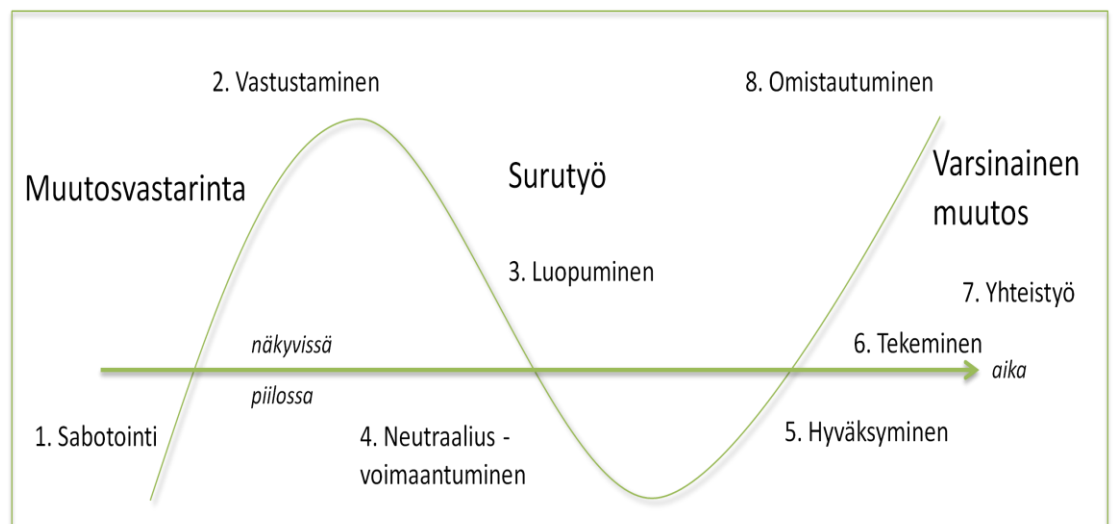 2. Vastustaminen
8. Omistautuminen
Muutosvastarinta
Surutyö
Varsinainen
muutos
3. Luopuminen
7. Yhteistyö
näkyvissä
6. Tekeminen
aika
piilossa
1. Sabotointi
4. Neutraalius -
voimaantuminen
5. Hyväksyminen